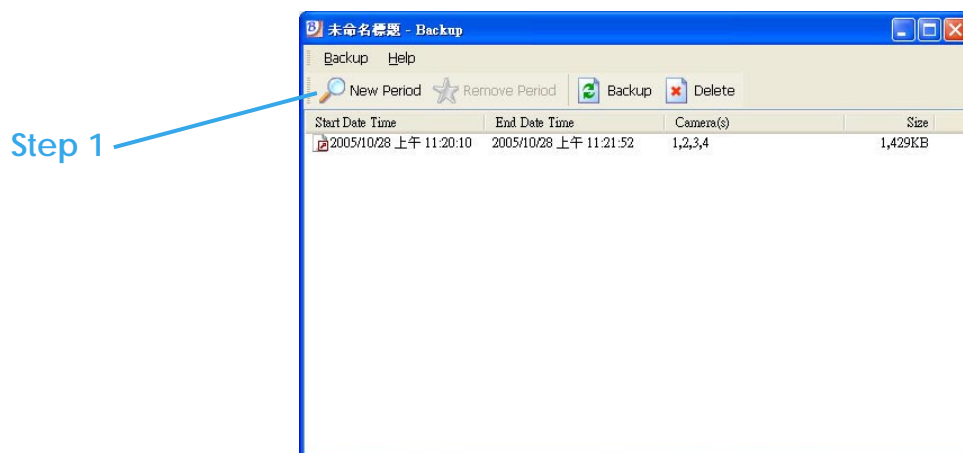 未命名標題 - Backup
Backup Help
New Period Remove Period Backup Delete
Start Date Time End Date Time Camera(s) Size
2005/10/28 上午 11:20:10 2005/10/28 上午 11:21:52 1,2,3,4 1,429KB
Step 1